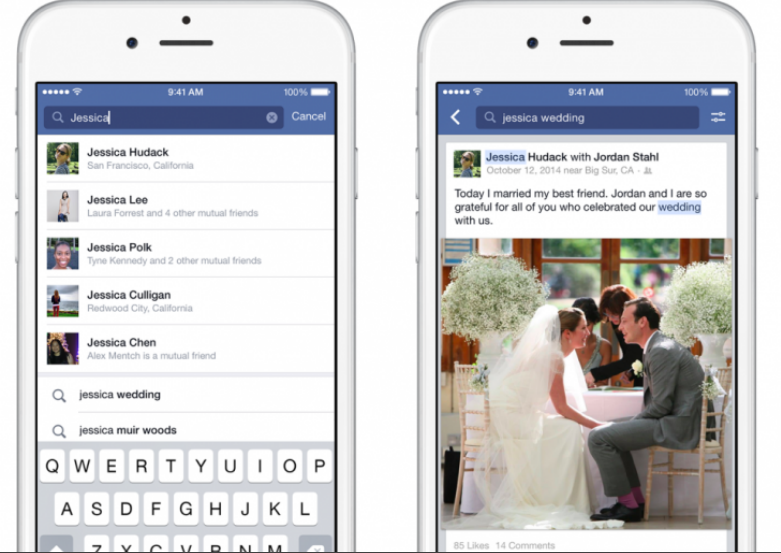 9:41 AM
100%
Jessica
Cancel
Jessica Hudack
San Francisco, California
Jessica Lee
Laura Forrest and 4 other mutual friends
Jessica Polk
Tyne Kennedy and 2 other mutual friends
Jessica Culligan
Redwood City, California
Jessica Chen
Alex Mentch is a mutual friend
jessica wedding
jessica muir woods
Q W E R T Y U I O P
A S D F G H J K L
Z X C V B N M
9:41 AM
100%
jessica wedding
Jessica Hudack with Jordan Stahl
October 12, 2014 near Big Sur, CA ·
Today I married my best friend. Jordan and I are so
grateful for all of you who celebrated our wedding
with us.
85 Likes 14 Comments